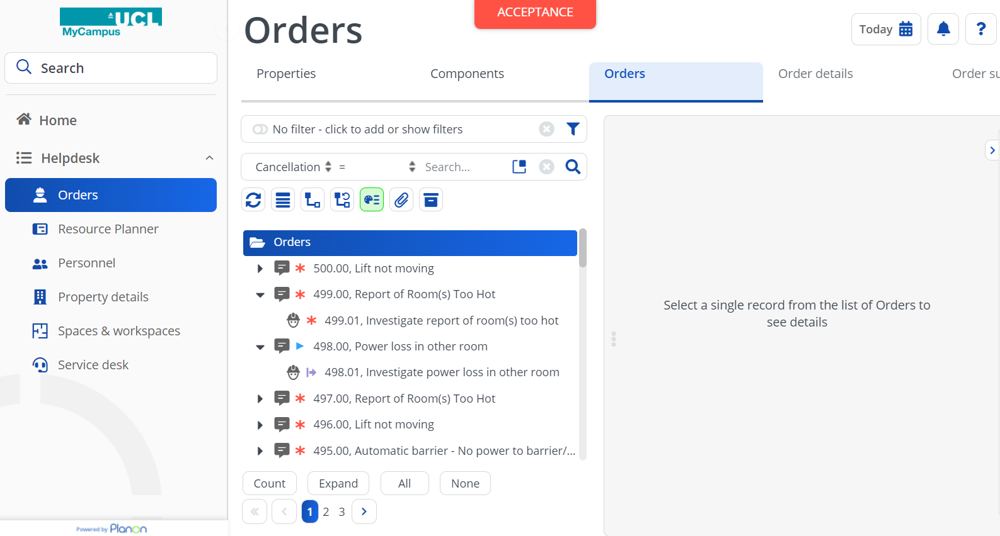 UCL
MyCampus
Search
Home
Helpdesk
Orders
Resource Planner
Personnel
Property details
Spaces & workspaces
Service desk
Powered by Planon
ACCEPTANCE
Orders
Today
?
Properties
Components
Orders
Order details
Order su
No filter - click to add or show filters
Cancellation = Search...
Orders
500.00, Lift not moving
499.00, Report of Room(s) Too Hot
499.01, Investigate report of room(s) too hot
498.00, Power loss in other room
498.01, Investigate power loss in other room
497.00, Report of Room(s) Too Hot
496.00, Lift not moving
495.00, Automatic barrier - No power to barrier/...
Count Expand All None
« ‹ 1 2 3 ›
Select a single record from the list of Orders to
see details